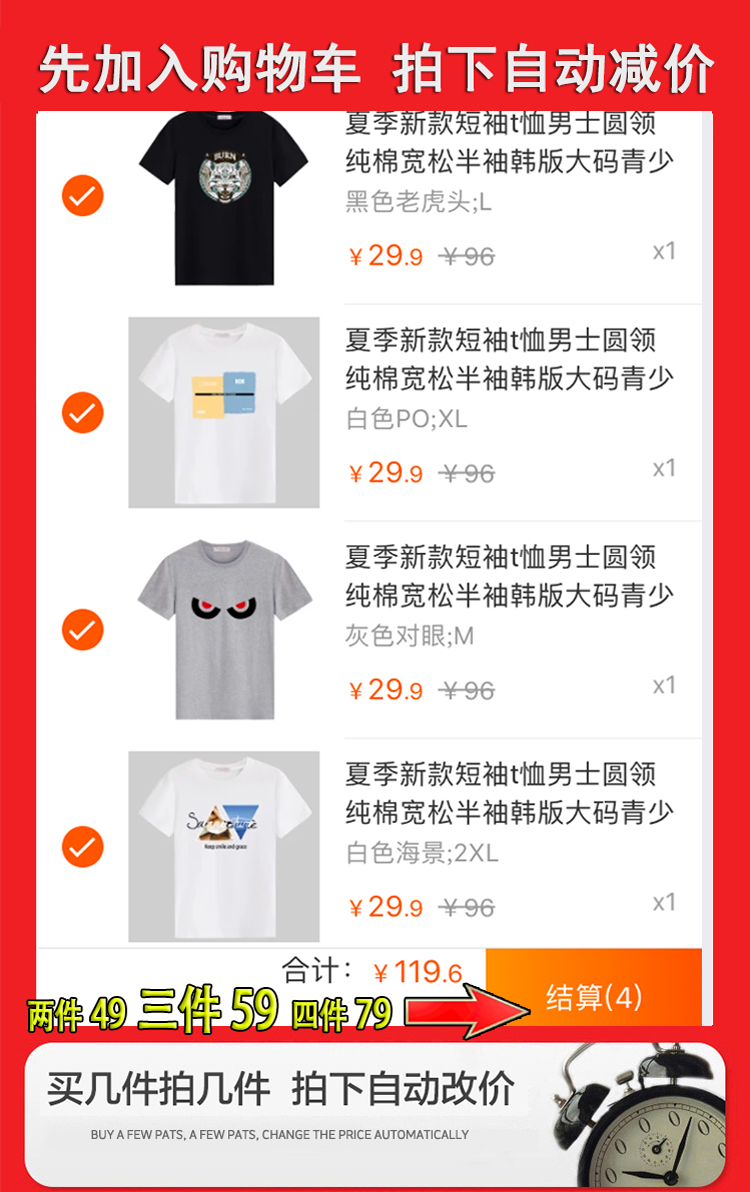 先加入购物车 拍下自动减价
BURN
夏季新款短袖t恤男士圆领
纯棉宽松半袖韩版大码青少
黑色老虎头;L
￥29.9 ￥96
x1
夏季新款短袖t恤男士圆领
纯棉宽松半袖韩版大码青少
白色PO;XL
￥29.9 ￥96
x1
夏季新款短袖t恤男士圆领
纯棉宽松半袖韩版大码青少
灰色对眼;M
￥29.9 ￥96
x1
Keep smile and grace
夏季新款短袖t恤男士圆领
纯棉宽松半袖韩版大码青少
白色海景;2XL
￥29.9 ￥96
x1
合计：￥119.6
结算(4)
两件 49 三件 59 四件 79
买几件拍几件 拍下自动改价
BUY A FEW PATS, A FEW PATS, CHANGE THE PRICE AUTOMATICALLY